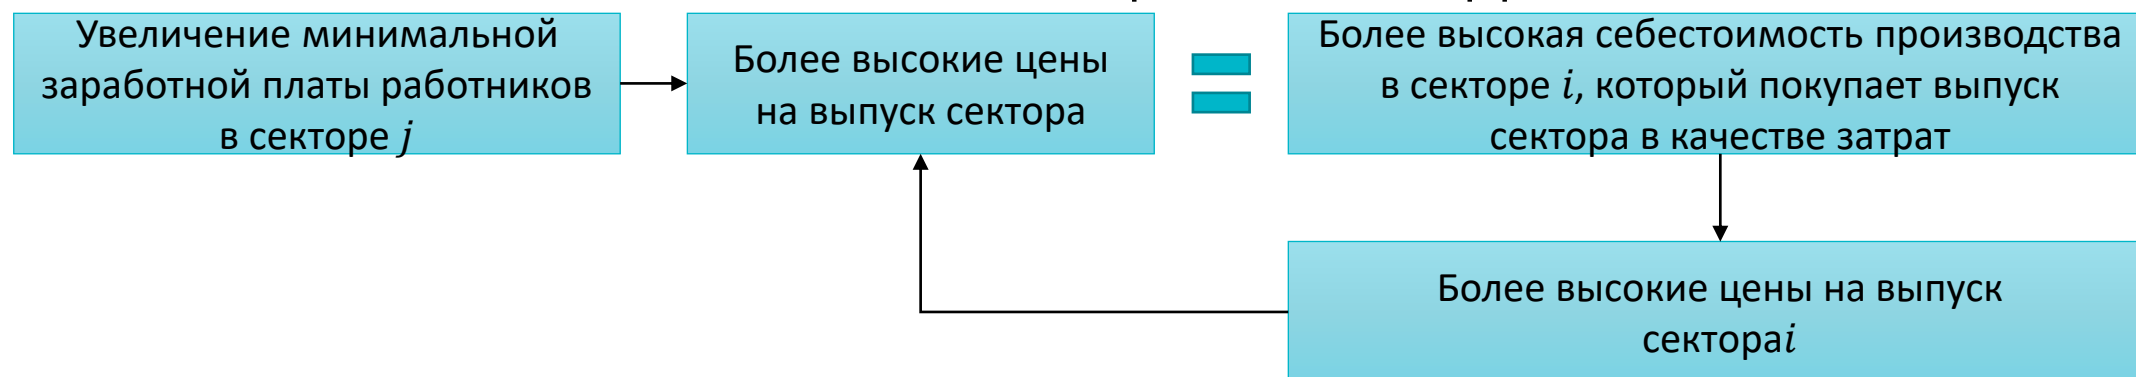 Увеличение минимальной
заработной платы работников
в секторе j
Более высокие цены
на выпуск сектора
Более высокая себестоимость производства
в секторе i, который покупает выпуск
сектора в качестве затрат
Более высокие цены на выпуск
сектораi